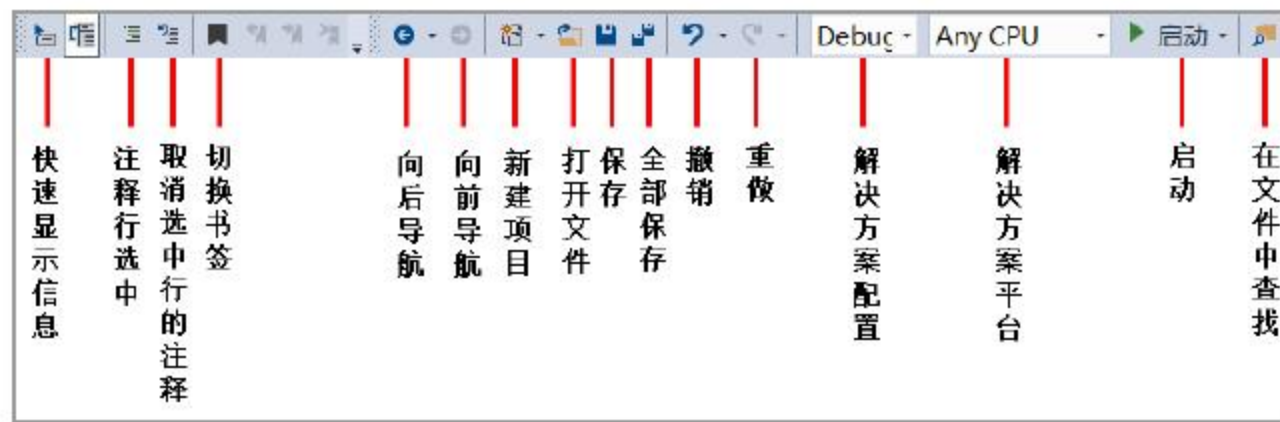 Debug
Any CPU
启动
快速显示信息
注释行选中
取消选中行的注释
切换书签
向后导航
向前导航
新建项目
打开文件
保存
全部保存
撤销
重做
解决方案配置
解决方案平台
启动
在文件中查找